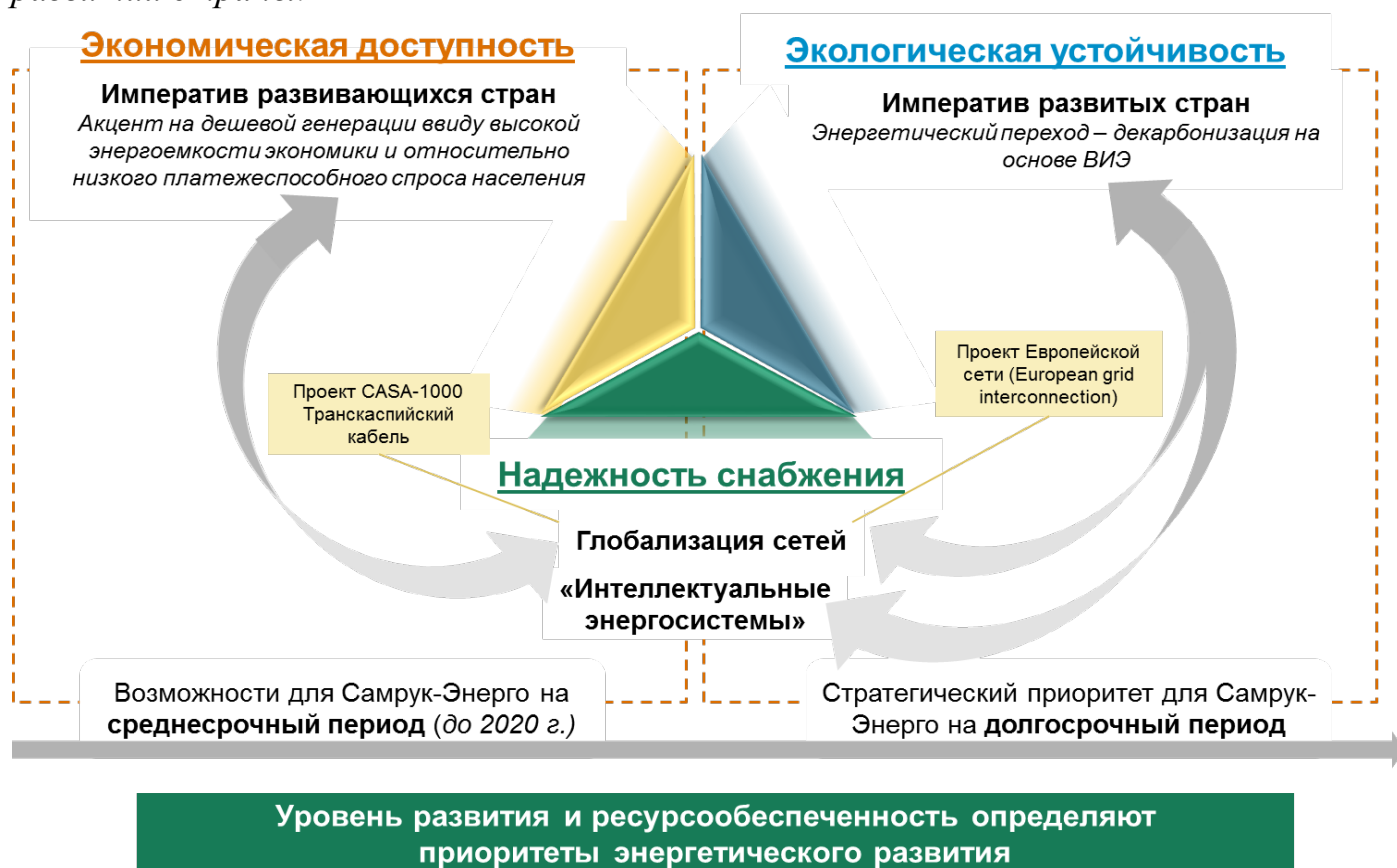 Экономическая доступность
Императив развивающихся стран
Акцент на дешевой генерации ввиду высокой
энергоемкости экономики и относительно
низкого платежеспособного спроса населения
Экологическая устойчивость
Императив развитых стран
Энергетический переход – декарбонизация на
основе ВИЭ
Проект CASA-1000
Транскаспийский
кабель
Проект Европейской
сети (European grid
interconnection)
Надежность снабжения
Глобализация сетей
«Интеллектуальные
энергосистемы»
Возможности для Самрук-Энерго на
среднесрочный период (до 2020 г.)
Стратегический приоритет для Самрук-
Энерго на долгосрочный период
Уровень развития и ресурсообеспеченность определяют
приоритеты энергетического развития